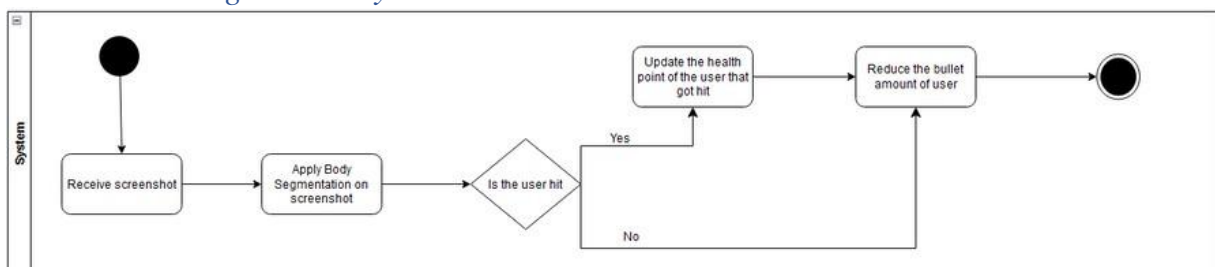 System
Receive screenshot
Apply Body
Segmentation on
screenshot
Is the user hit
Yes
No
Update the health
point of the user that
got hit
Reduce the bullet
amount of user